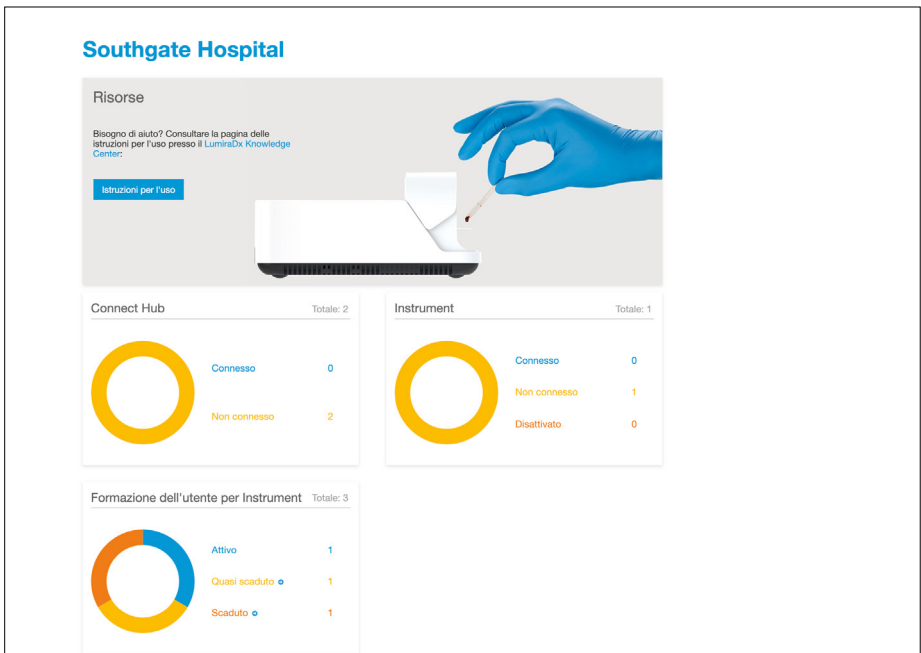 Southgate Hospital
Risorse
Bisogno di aiuto? Consultare la pagina delle
istruzioni per l'uso presso il LumiraDx Knowledge
Center:
Istruzioni per l'uso
Connect Hub Totale: 2
Connesso 0
Non connesso 2
Instrument Totale: 1
Connesso 0
Non connesso 1
Disattivato 0
Formazione dell'utente per Instrument Totale: 3
Attivo 1
Quasi scaduto 1
Scaduto 1